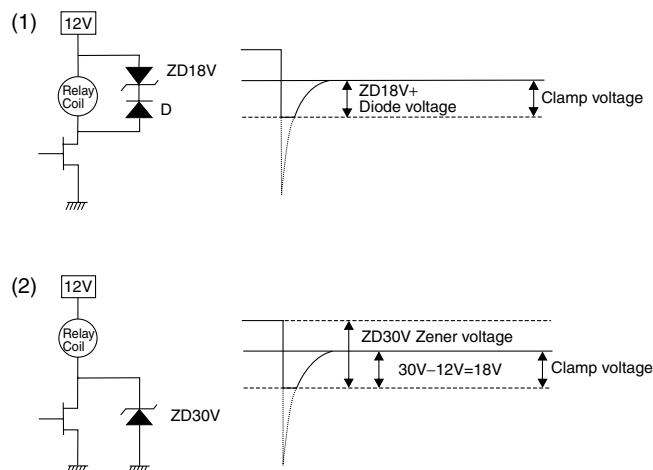 (1)
12V
ZD18V
Relay
Coil
D
ZD18V+
Diode voltage
Clamp voltage
(2)
12V
Relay
Coil
ZD30V
ZD30V Zener voltage
30V−12V=18V
Clamp voltage